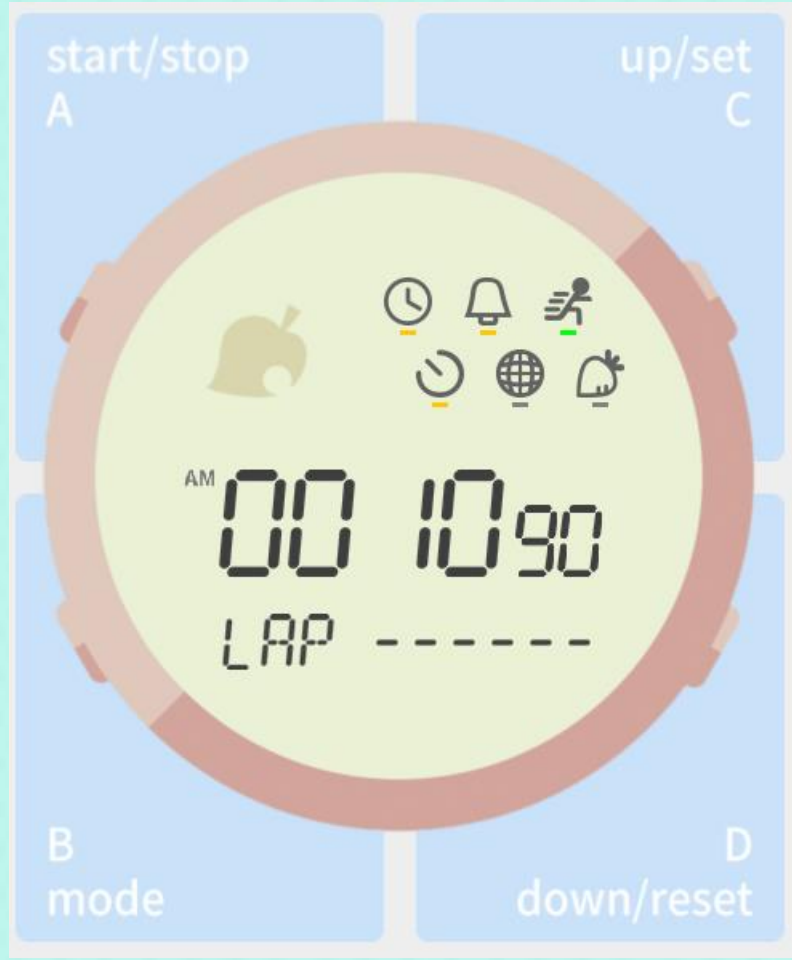 start/stop
A
up/set
C
AM 00 10 90
LAP ------
B
mode
D
down/reset